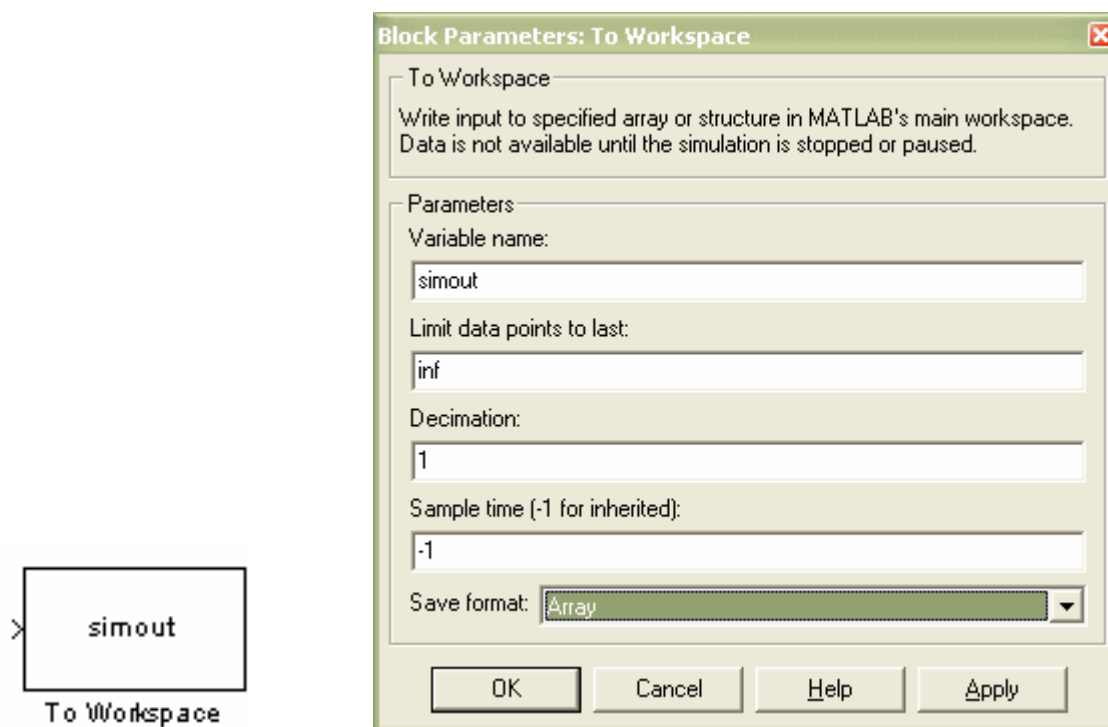 Block Parameters: To Workspace
To Workspace
Write input to specified array or structure in MATLAB's main workspace.
Data is not available until the simulation is stopped or paused.
Parameters
Variable name:
simout
Limit data points to last:
inf
Decimation:
1
Sample time (-1 for inherited):
-1
Save format: Array
OK Cancel Help Apply
simout
To Workspace